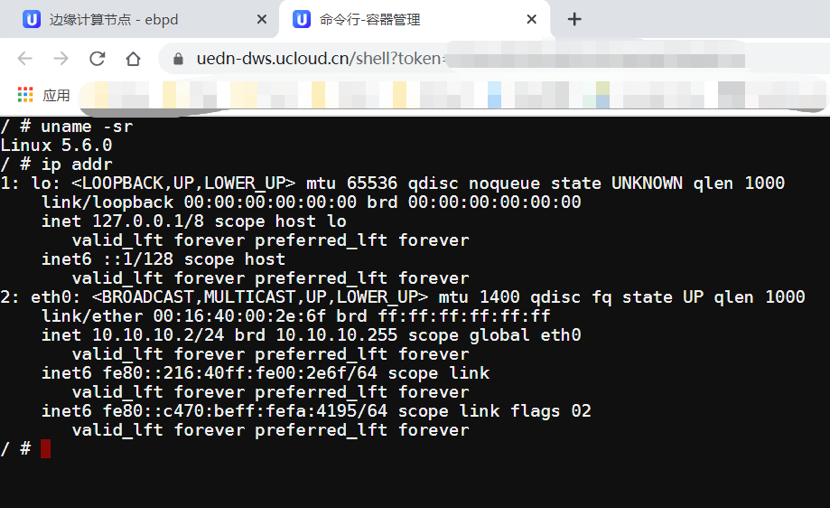 边缘计算节点 - ebpd
命令行-容器管理
uedn-dws.ucloud.cn/shell?token=
应用
/ # uname -sr
Linux 5.6.0
/ # ip addr
1: lo: <LOOPBACK,UP,LOWER_UP> mtu 65536 qdisc noqueue state UNKNOWN qlen 1000
    link/loopback 00:00:00:00:00:00 brd 00:00:00:00:00:00
    inet 127.0.0.1/8 scope host lo
       valid_lft forever preferred_lft forever
    inet6 ::1/128 scope host
       valid_lft forever preferred_lft forever
2: eth0: <BROADCAST,MULTICAST,UP,LOWER_UP> mtu 1400 qdisc fq state UP qlen 1000
    link/ether 00:16:40:00:2e:6f brd ff:ff:ff:ff:ff:ff
    inet 10.10.10.2/24 brd 10.10.10.255 scope global eth0
       valid_lft forever preferred_lft forever
    inet6 fe80::216:40ff:fe00:2e6f/64 scope link
       valid_lft forever preferred_lft forever
    inet6 fe80::c470:beff:fefa:4195/64 scope link flags 02
       valid_lft forever preferred_lft forever
/ #